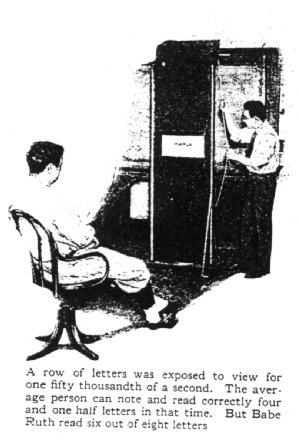 A row of letters was exposed to view for
one fifty thousandth of a second. The aver-
age person can note and read correctly four
and one half letters in that time. But Babe
Ruth read six out of eight letters